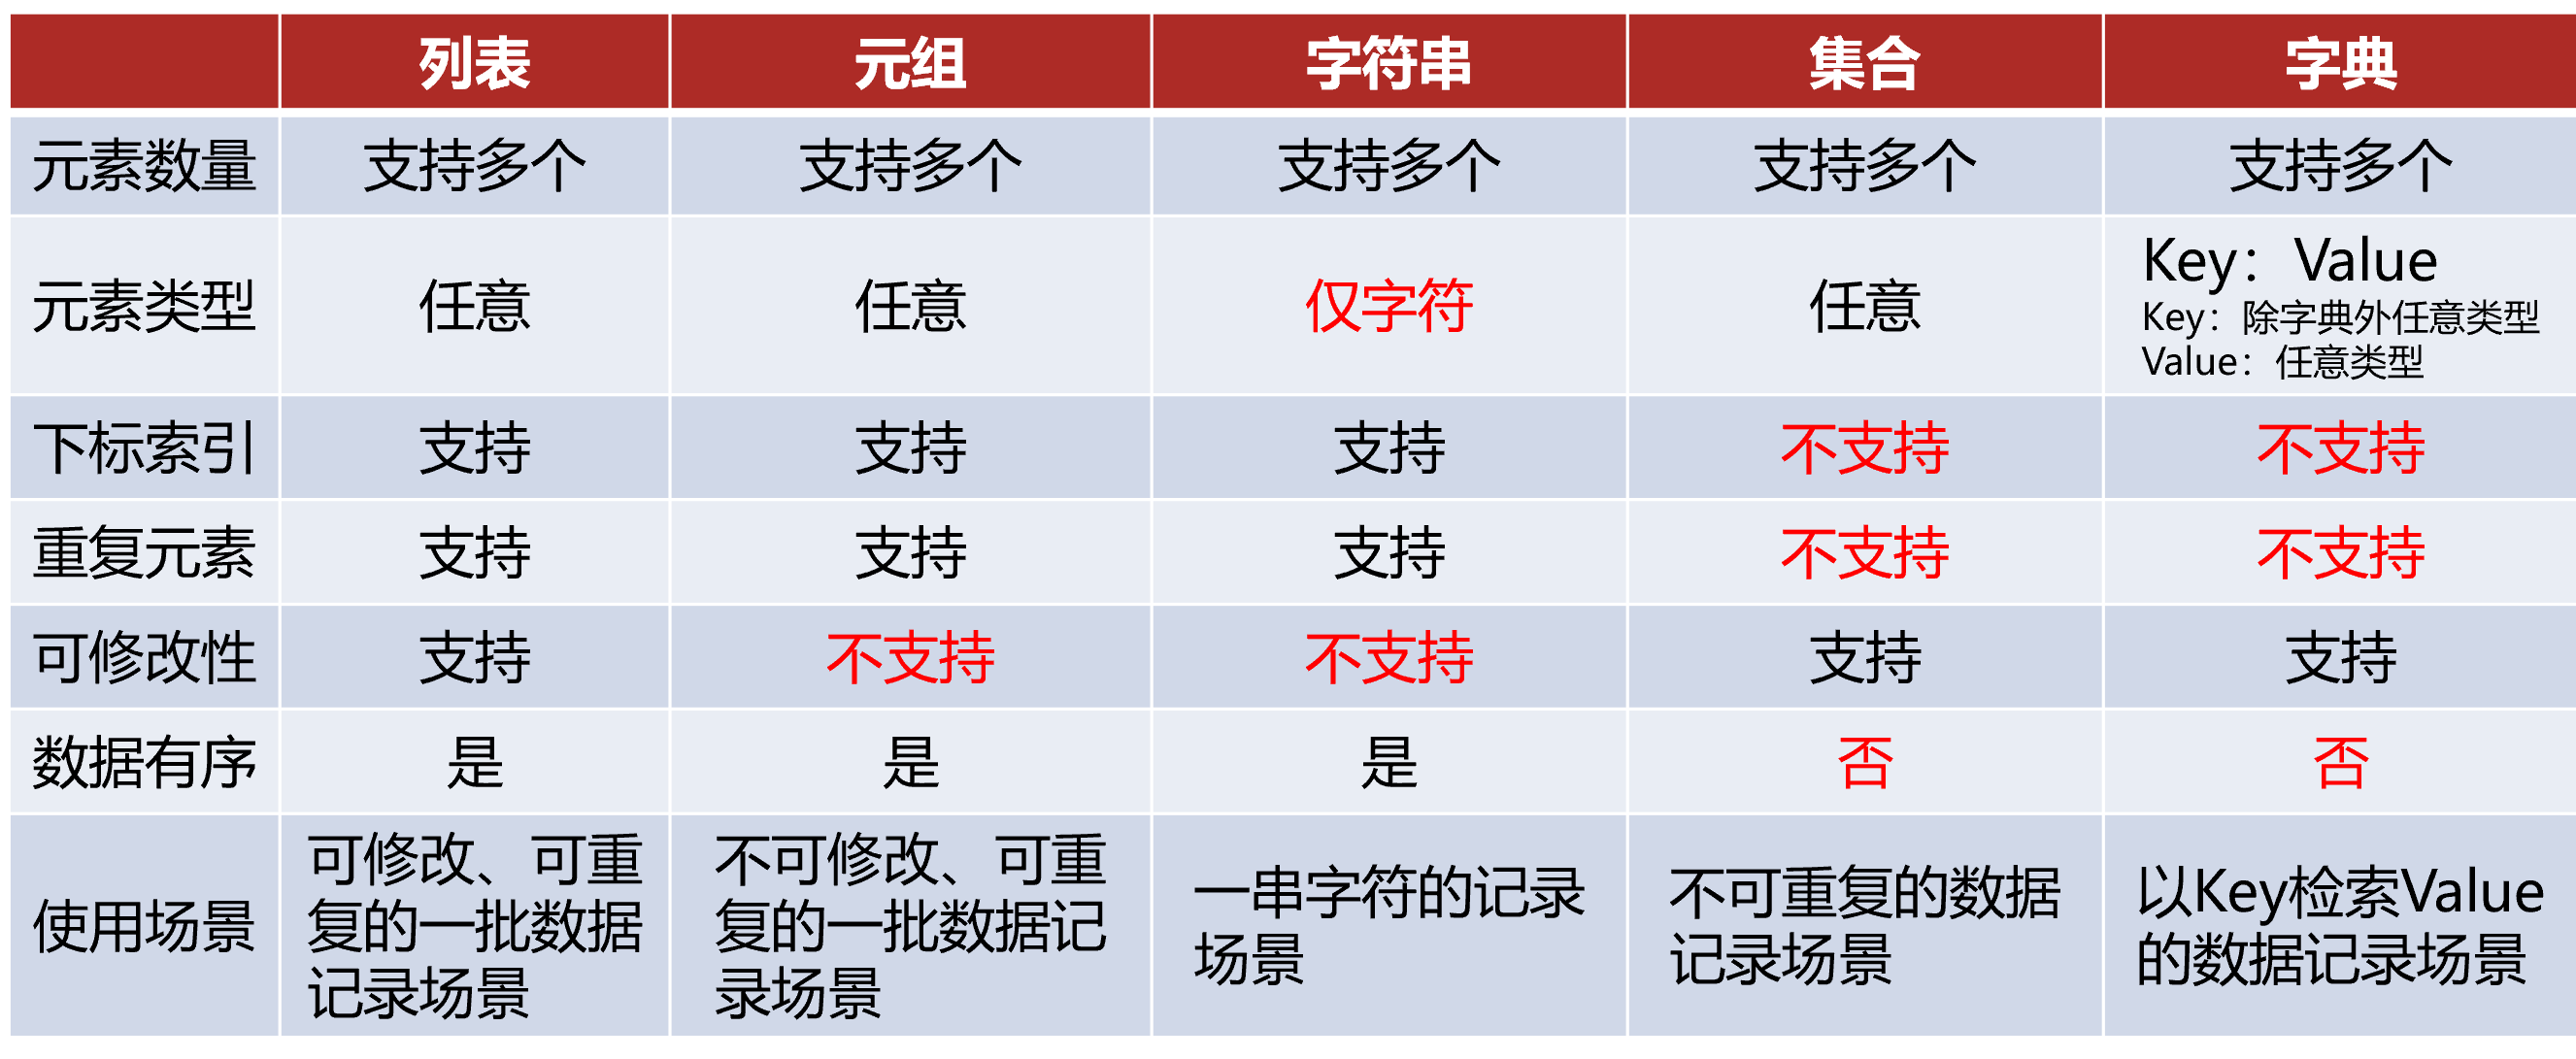 列表 元组 字符串 集合 字典
元素数量 支持多个 支持多个 支持多个 支持多个 支持多个
元素类型 任意 任意 仅字符 任意 Key：Value
Key：除字典外任意类型
Value：任意类型
下标索引 支持 支持 支持 不支持 不支持
重复元素 支持 支持 支持 不支持 不支持
可修改性 支持 不支持 不支持 支持 支持
数据有序 是 是 是 否 否
使用场景
可修改、可重
复的一批数据
记录场景
不可修改、可重
复的一批数据记
录场景
一串字符的记录
场景
不可重复的数据
记录场景
以Key检索Value
的数据记录场景